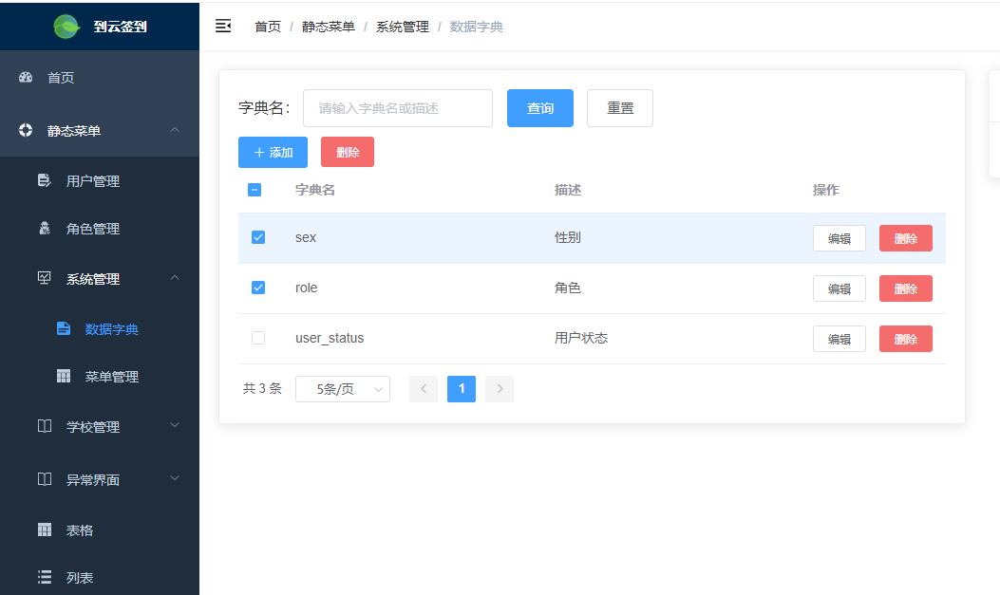 到云签到
首页 / 静态菜单 / 系统管理 / 数据字典
首页
静态菜单
用户管理
角色管理
系统管理
数据字典
菜单管理
学校管理
异常界面
表格
列表
字典名： 请输入字典名或描述 查询 重置
+ 添加 删除
字典名 描述 操作
sex 性别 编辑 删除
role 角色 编辑 删除
user_status 用户状态 编辑 删除
共 3 条 5条/页 < 1 >